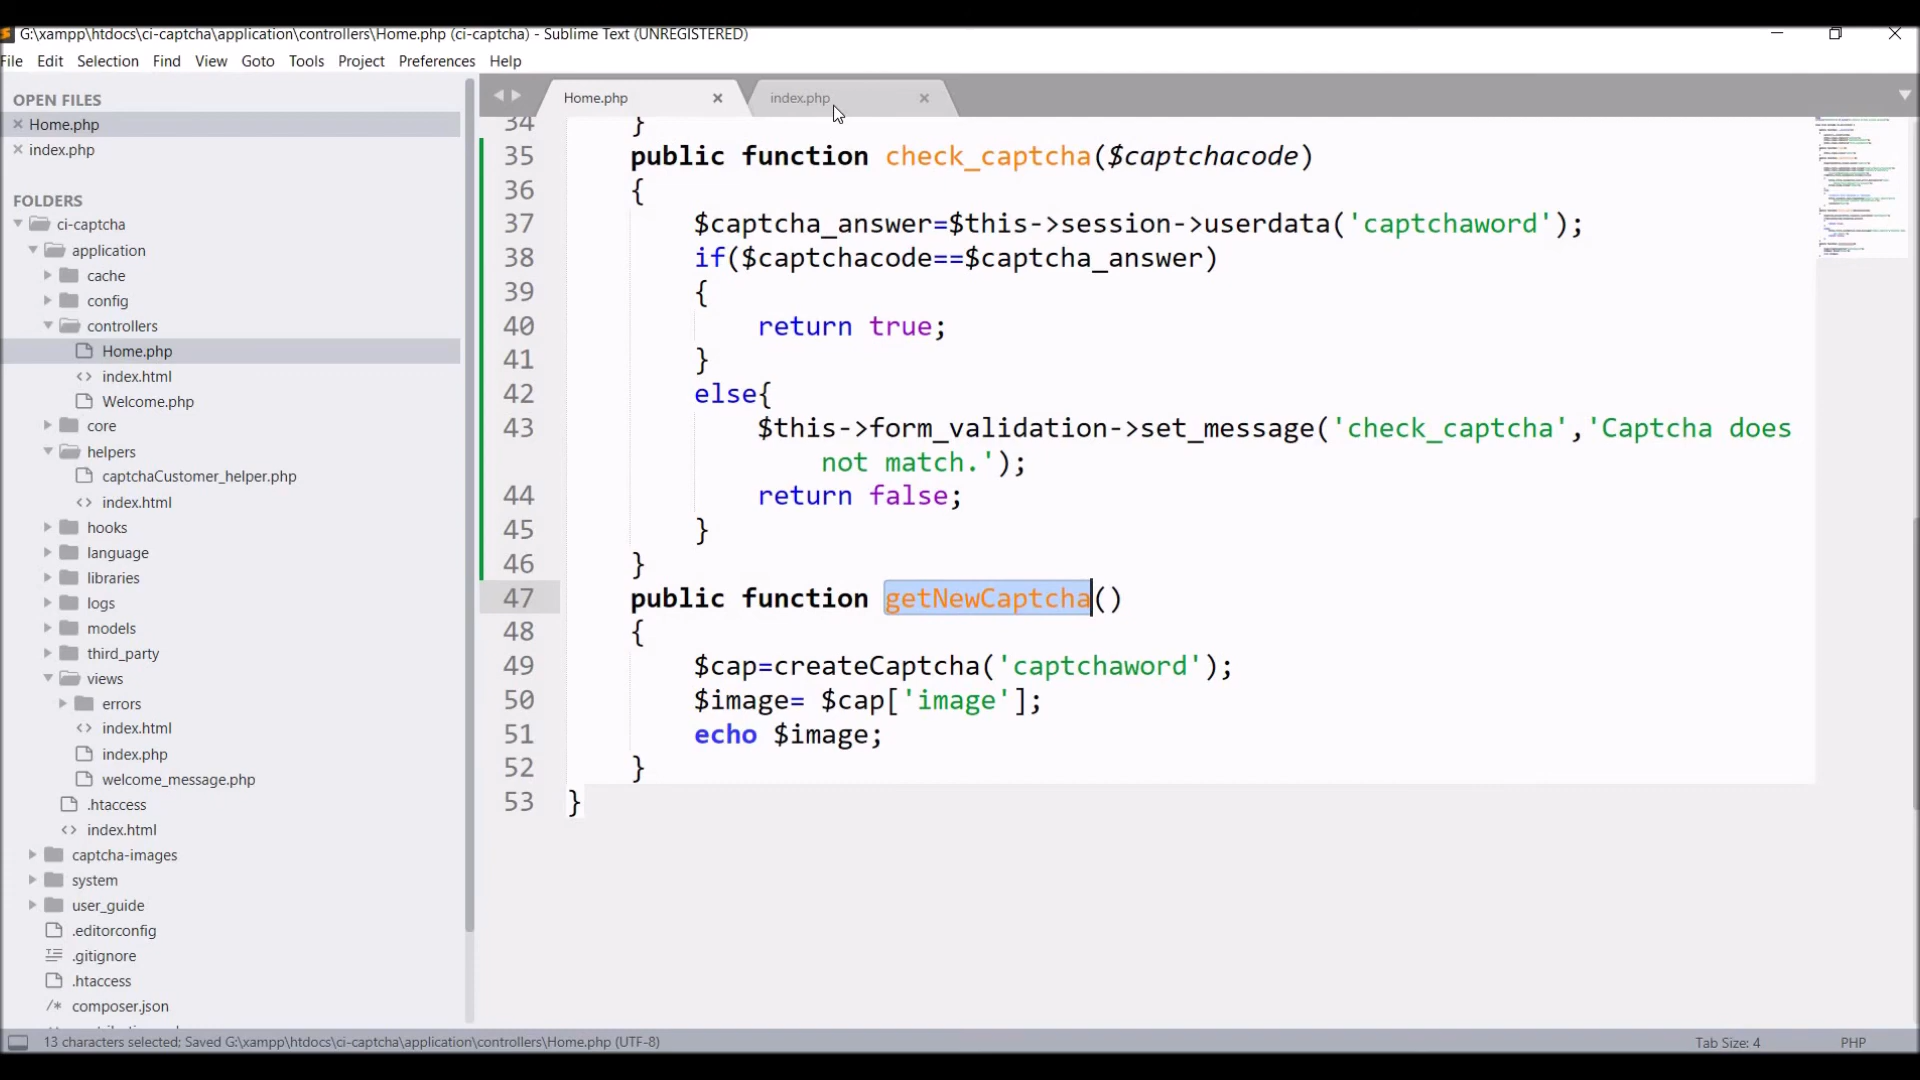 G:\xampp\htdocs\ci-captcha\application\controllers\Home.php (ci-captcha) - Sublime Text (UNREGISTERED)
File Edit Selection Find View Goto Tools Project Preferences Help
OPEN FILES
Home.php
index.php
FOLDERS
ci-captcha
application
cache
config
controllers
Home.php
index.html
Welcome.php
core
helpers
captchaCustomer_helper.php
index.html
hooks
language
libraries
logs
models
third_party
views
errors
index.html
index.php
welcome_message.php
.htaccess
index.html
captcha-images
system
user_guide
.editorconfig
.gitignore
.htaccess
composer.json
Home.php index.php
34 }
35 public function check_captcha($captchacode)
36 {
37 $captcha_answer=$this->session->userdata('captchaword');
38 if($captchacode==$captcha_answer)
39 {
40 return true;
41 }
42 else{
43 $this->form_validation->set_message('check_captcha','Captcha does
not match.');
44 return false;
45 }
46 }
47 public function getNewCaptcha()
48 {
49 $cap=createCaptcha('captchaword');
50 $image= $cap['image'];
51 echo $image;
52 }
53 }
13 characters selected; Saved G:\xampp\htdocs\ci-captcha\application\controllers\Home.php (UTF-8)
Tab Size: 4 PHP